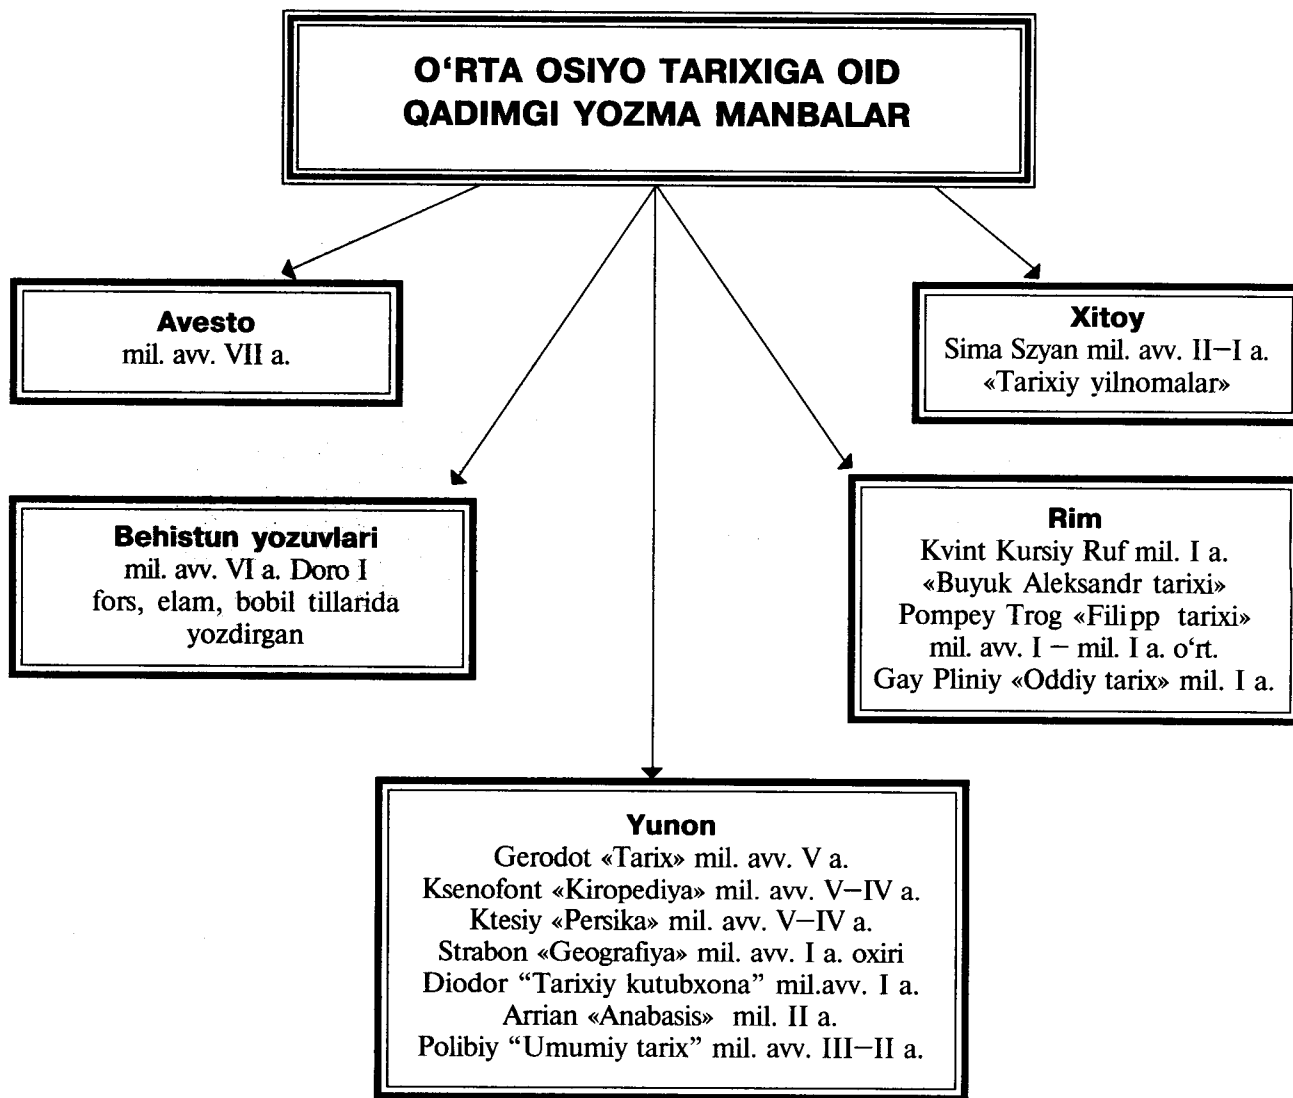 O‘RTA OSIYO TARIXIGA OID
QADIMGI YOZMA MANBALAR
Avesto
mil. avv. VII a.
Xitoy
Sima Szyan mil. avv. II–I a.
«Tarixiy yilnomalar»
Behistun yozuvlari
mil. avv. VI a. Doro I
fors, elam, bobil tillarida
yozdirgan
Rim
Kvint Kursiy Ruf mil. I a.
«Buyuk Aleksandr tarixi»
Pompey Trog «Filipp tarixi»
mil. avv. I – mil. I a. o‘rt.
Gay Pliniy «Oddiy tarix» mil. I a.
Yunon
Gerodot «Tarix» mil. avv. V a.
Ksenofont «Kiropediya» mil. avv. V–IV a.
Ktesiy «Persika» mil. avv. V–IV a.
Strabon «Geografiya» mil. avv. I a. oxiri
Diodor “Tarixiy kutubxona” mil.avv. I a.
Arrian «Anabasis» mil. II a.
Polibiy “Umumiy tarix” mil. avv. III–II a.